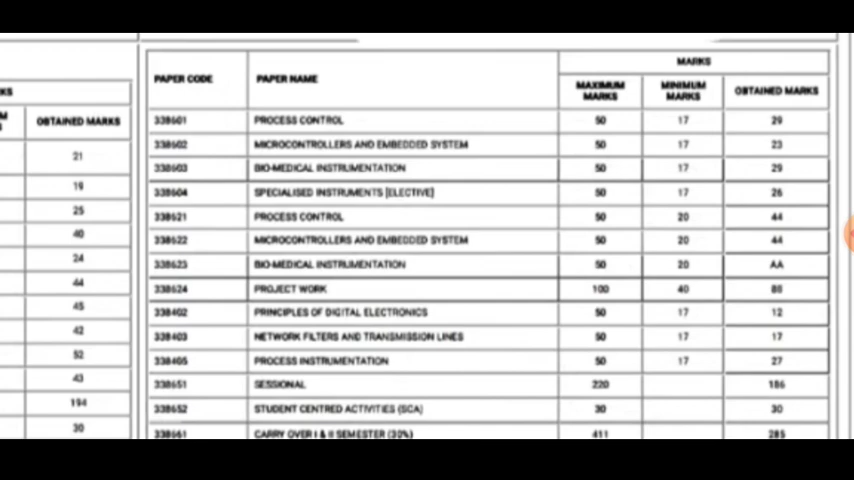 KS
M
S
OBTAINED MARKS
21
19
25
40
24
44
45
42
52
43
194
30
MARKS
PAPER CODE PAPER NAME MAXIMUM MARKS MINIMUM MARKS OBTAINED MARKS
338601 PROCESS CONTROL 50 17 29
338602 MICROCONTROLLERS AND EMBEDDED SYSTEM 50 17 23
338603 BIO-MEDICAL INSTRUMENTATION 50 17 29
338604 SPECIALISED INSTRUMENTS [ELECTIVE] 50 17 26
338621 PROCESS CONTROL 50 20 44
338622 MICROCONTROLLERS AND EMBEDDED SYSTEM 50 20 44
338623 BIO-MEDICAL INSTRUMENTATION 50 20 AA
338624 PROJECT WORK 100 40 88
338402 PRINCIPLES OF DIGITAL ELECTRONICS 50 17 12
338403 NETWORK FILTERS AND TRANSMISSION LINES 50 17 17
338405 PROCESS INSTRUMENTATION 50 17 27
338651 SESSIONAL 220 186
338652 STUDENT CENTRED ACTIVITIES (SCA) 30 30
338661 CARRY OVER I & II SEMESTER (30%) 411 285